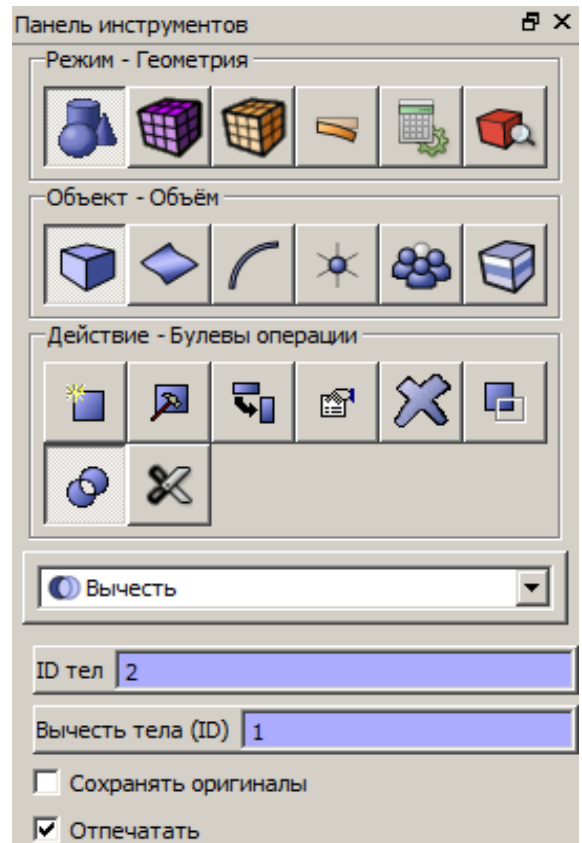 Панель инструментов
Режим - Геометрия
Объект - Объём
Действие - Булевы операции
Вычесть
ID тел 2
Вычесть тела (ID) 1
Сохранять оригиналы
Отпечатать